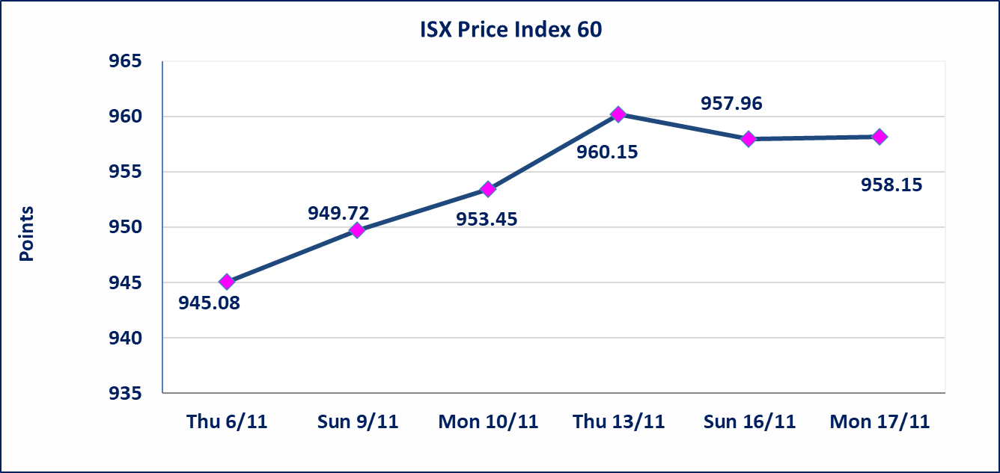 ISX Price Index 60
Points
965
960
955
950
945
940
935
945.08
949.72
953.45
960.15
957.96
958.15
Thu 6/11
Sun 9/11
Mon 10/11
Thu 13/11
Sun 16/11
Mon 17/11